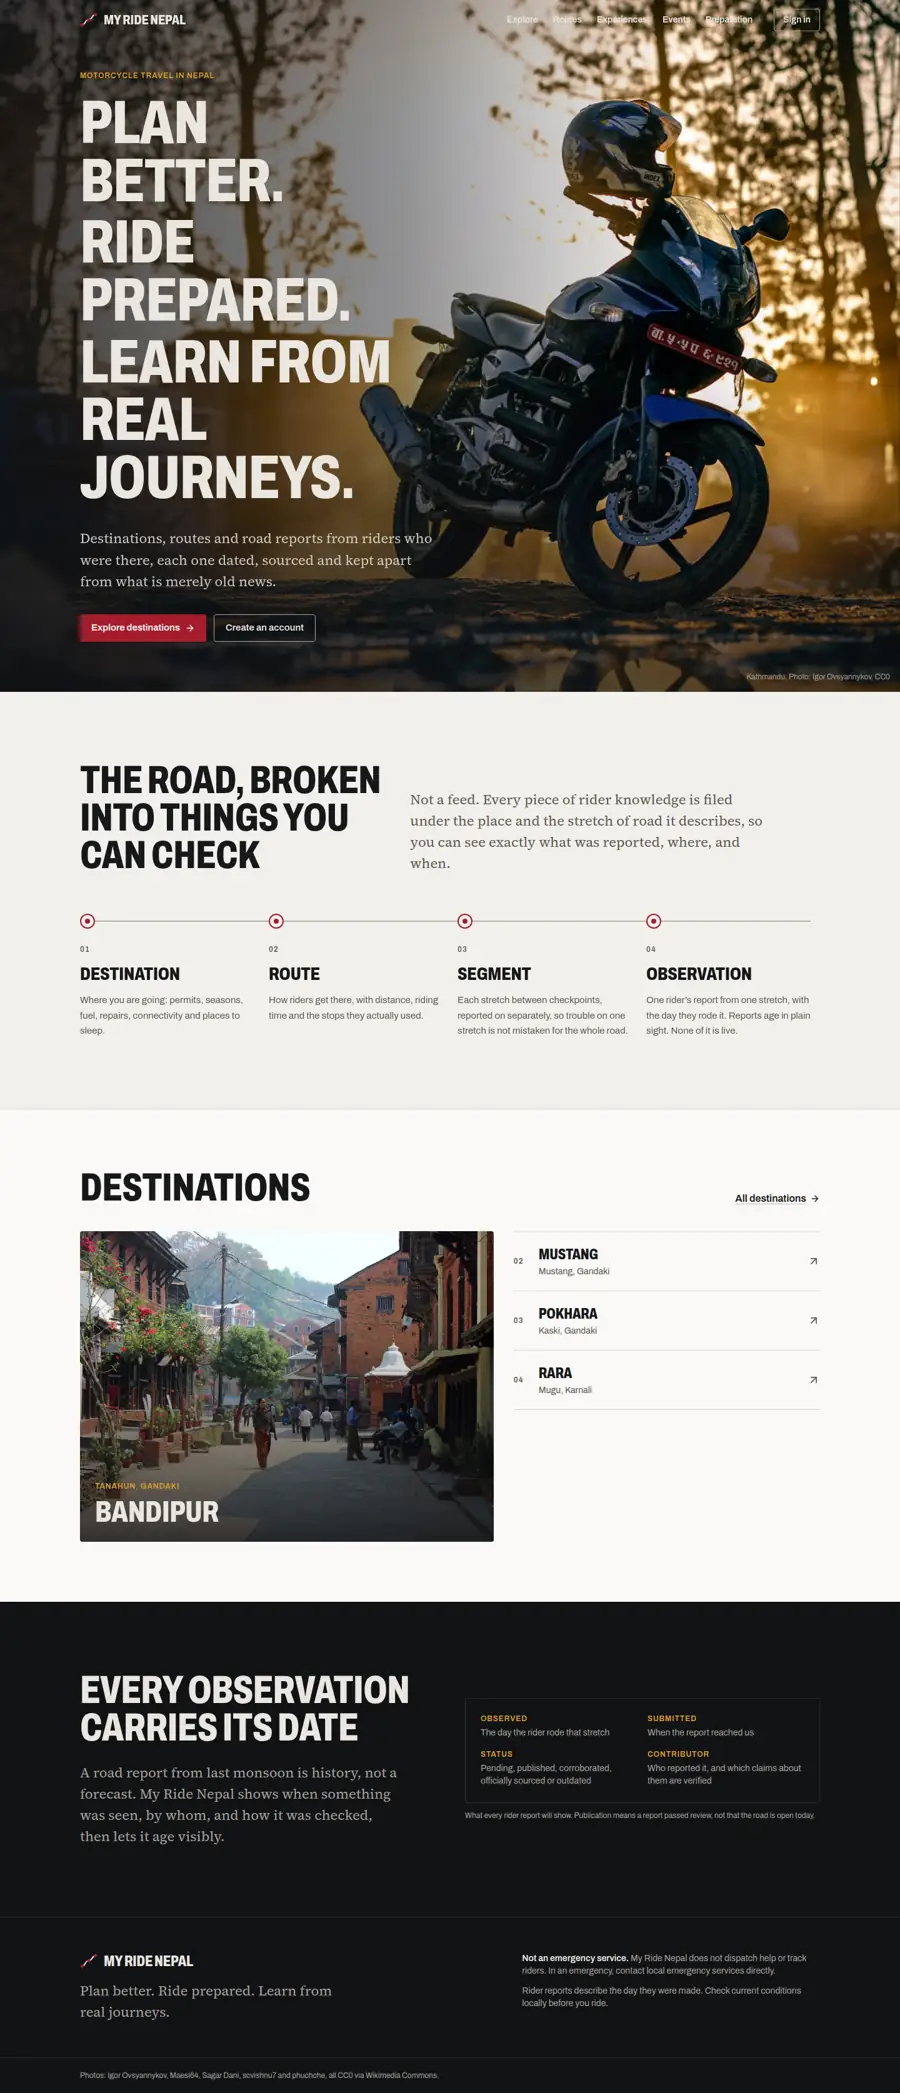 MY RIDE NEPAL
Explore Routes Experiences Events Preparation Sign in
MOTORCYCLE TRAVEL IN NEPAL
PLAN
BETTER.
RIDE
PREPARED.
LEARN FROM
REAL
JOURNEYS.
Destinations, routes and road reports from riders who
were there, each one dated, sourced and kept apart
from what is merely old news.
Explore destinations →
Create an account
Kathmandu. Photo: Igor Ovsyannykov, CC0
THE ROAD, BROKEN
INTO THINGS YOU
CAN CHECK
Not a feed. Every piece of rider knowledge is filed
under the place and the stretch of road it describes, so
you can see exactly what was reported, where, and
when.
01
DESTINATION
Where you are going: permits, seasons,
fuel, repairs, connectivity and places to
sleep.
02
ROUTE
How riders get there, with distance, riding
time and the stops they actually used.
03
SEGMENT
Each stretch between checkpoints,
reported on separately, so trouble on one
stretch is not mistaken for the whole road.
04
OBSERVATION
One rider's report from one stretch, with
the day they rode it. Reports age in plain
sight. None of it is live.
DESTINATIONS
All destinations →
TANAHUN, GANDAKI
BANDIPUR
02
MUSTANG
Mustang, Gandaki
03
POKHARA
Kaski, Gandaki
04
RARA
Mugu, Karnali
EVERY OBSERVATION
CARRIES ITS DATE
A road report from last monsoon is history, not a
forecast. My Ride Nepal shows when something
was seen, by whom, and how it was checked,
then lets it age visibly.
OBSERVED
The day the rider rode that stretch
SUBMITTED
When the report reached us
STATUS
Pending, published, corroborated,
officially sourced or outdated
CONTRIBUTOR
Who reported it, and which claims about
them are verified
What every rider report will show. Publication means a report passed review, not that the road is open today.
MY RIDE NEPAL
Plan better. Ride prepared. Learn from
real journeys.
Not an emergency service. My Ride Nepal does not dispatch help or track
riders. In an emergency, contact local emergency services directly.
Rider reports describe the day they were made. Check current conditions
locally before you ride.
Photos: Igor Ovsyannykov, Maesi64, Sagar Dani, scvishnu7 and phuchche, all CC0 via Wikimedia Commons.